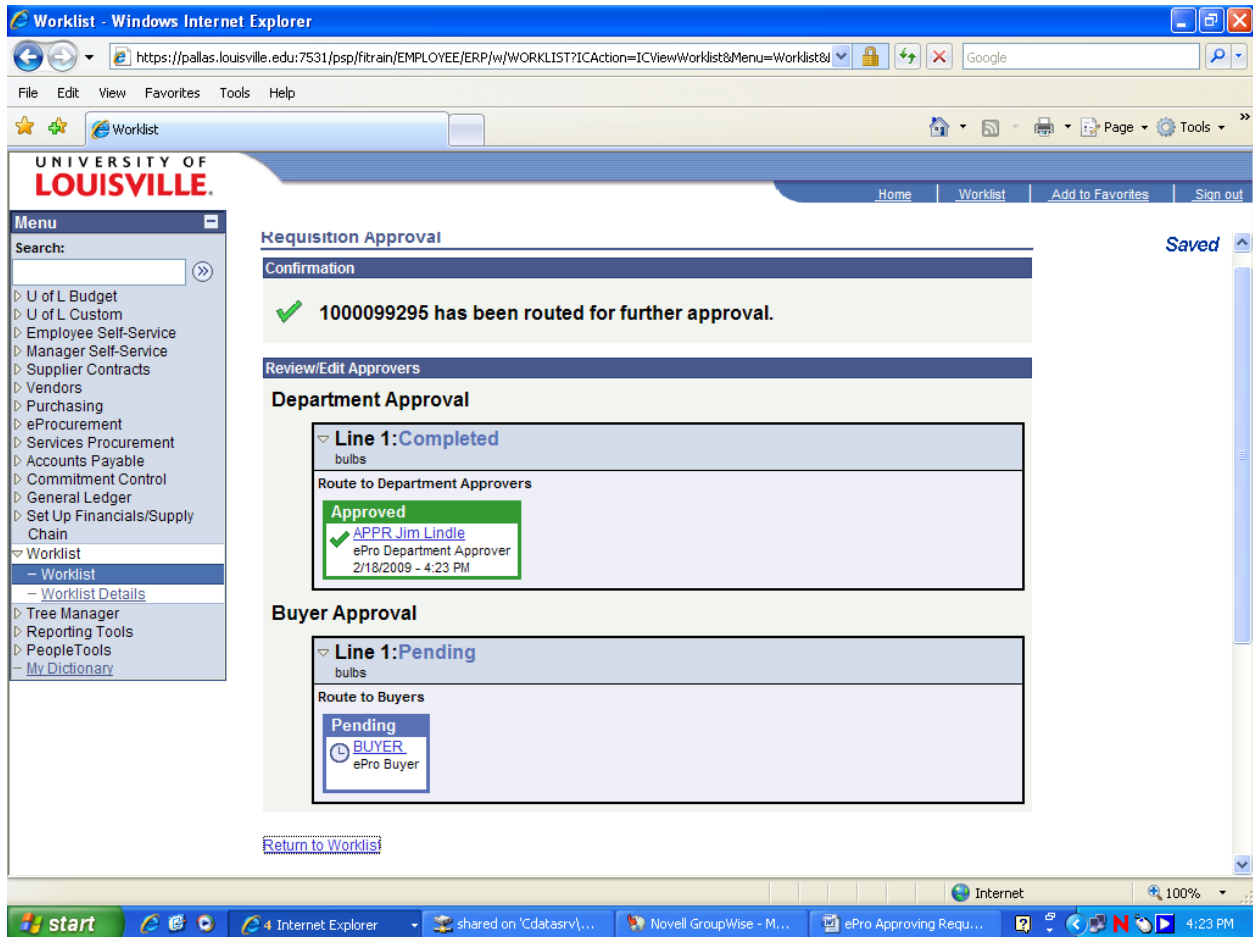 Worklist - Windows Internet Explorer
https://pallas.louisville.edu:7531/psp/fitrain/EMPLOYEE/ERP/w/WORKLIST?ICAction=ICViewWorklist&Menu=Worklist&
Google
File Edit View Favorites Tools Help
Worklist
Page Tools
UNIVERSITY OF
LOUISVILLE.
Home Worklist Add to Favorites Sign out
Menu
Search:
U of L Budget
U of L Custom
Employee Self-Service
Manager Self-Service
Supplier Contracts
Vendors
Purchasing
eProcurement
Services Procurement
Accounts Payable
Commitment Control
General Ledger
Set Up Financials/Supply
Chain
Worklist
– Worklist
– Worklist Details
Tree Manager
Reporting Tools
PeopleTools
– My Dictionary
Requisition Approval
Saved
Confirmation
1000099295 has been routed for further approval.
Review/Edit Approvers
Department Approval
Line 1:Completed
bulbs
Route to Department Approvers
Approved
APPR Jim Lindle
ePro Department Approver
2/18/2009 - 4:23 PM
Buyer Approval
Line 1:Pending
bulbs
Route to Buyers
Pending
BUYER
ePro Buyer
Return to Worklist
Internet
100%
start
4 Internet Explorer
shared on 'Cdatasrv\...
Novell GroupWise - M...
ePro Approving Requ...
4:23 PM